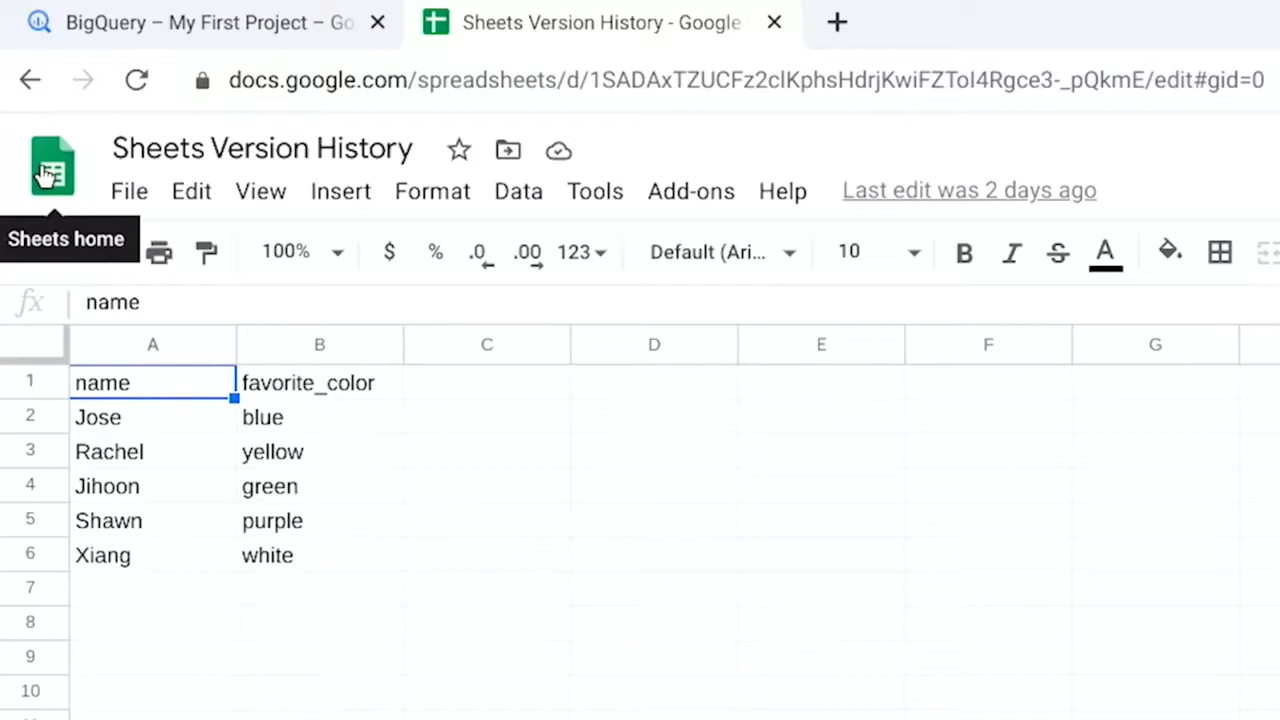 BigQuery – My First Project – Go
Sheets Version History - Google
docs.google.com/spreadsheets/d/1SADAxTZUCFz2clKphsHdrjKwiFZToI4Rgce3-_pQkmE/edit#gid=0
Sheets Version History
File Edit View Insert Format Data Tools Add-ons Help Last edit was 2 days ago
Sheets home
100% $ % .0 .00 123 Default (Ari... 10 B I S A
fx name
A B C D E F G
1 name favorite_color
2 Jose blue
3 Rachel yellow
4 Jihoon green
5 Shawn purple
6 Xiang white
7
8
9
10